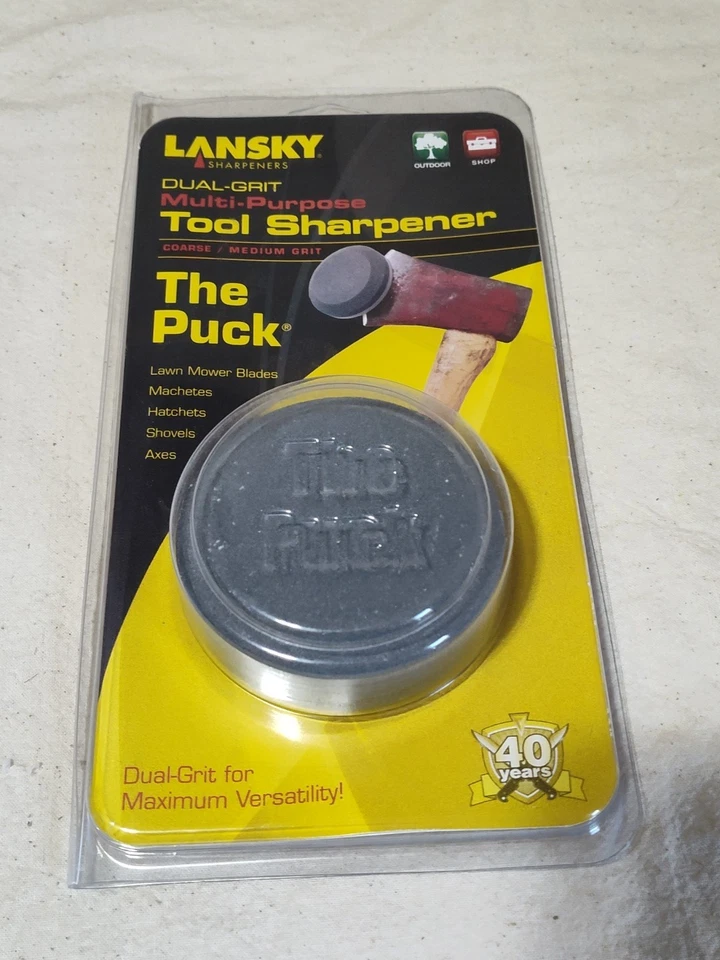 LANSKY®
SHARPENERS
OUTDOOR
SHOP
DUAL-GRIT
Multi-Purpose
Tool Sharpener
COARSE / MEDIUM GRIT
The
Puck®
Lawn Mower Blades
Machetes
Hatchets
Shovels
Axes
The
Puck
40
years
Dual-Grit for
Maximum Versatility!